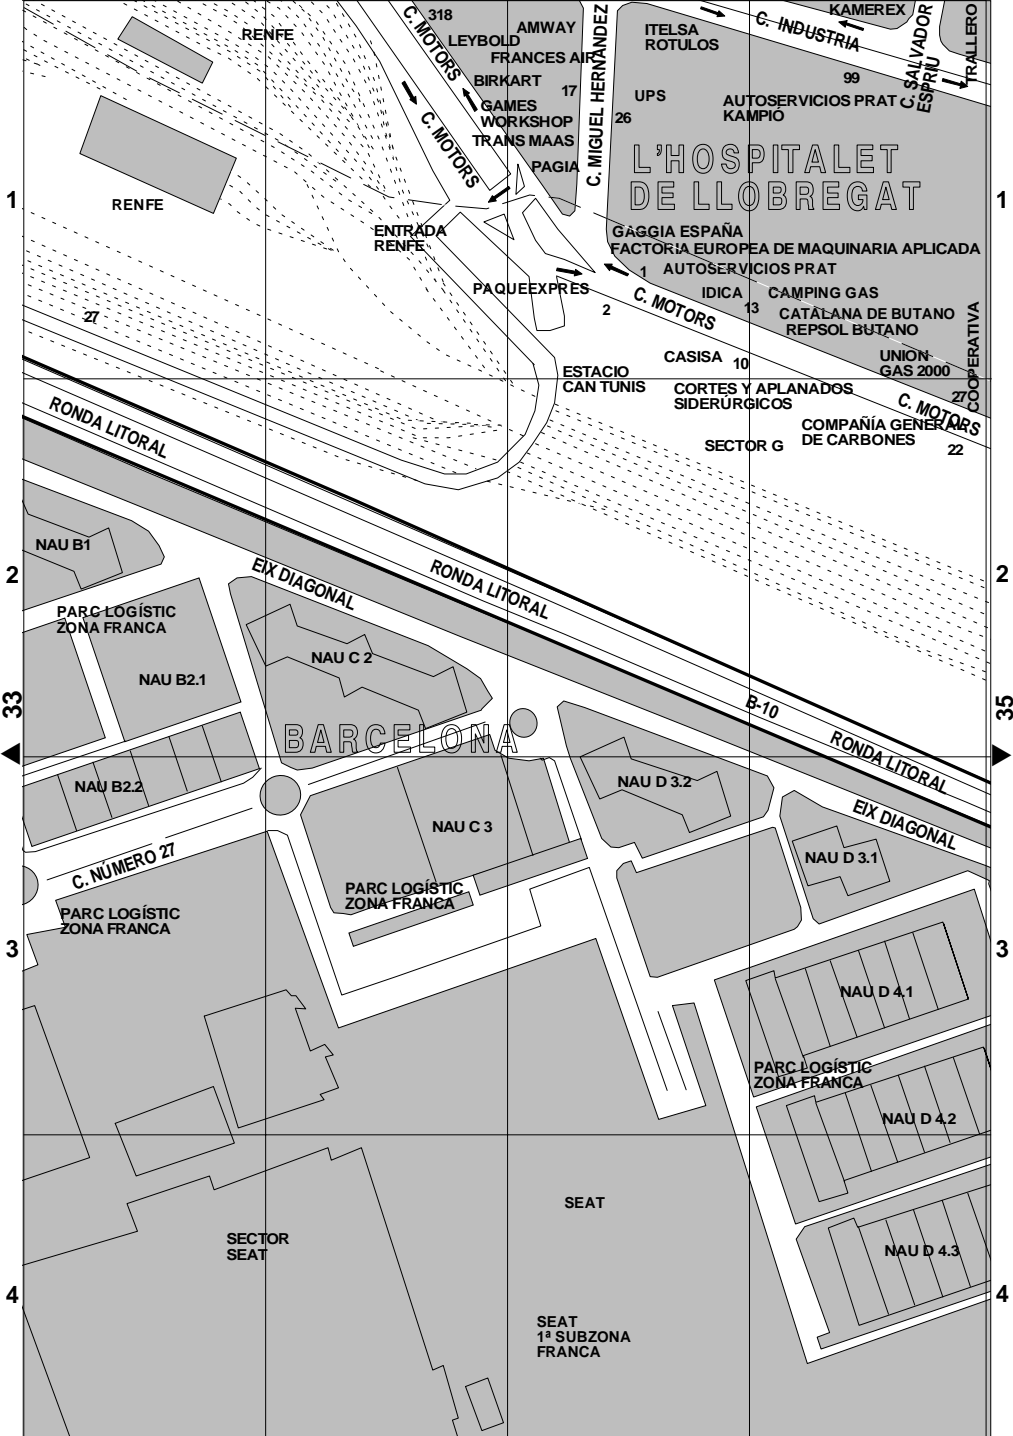 318
C. MOTORS
RENFE
LEYBOLD
AMWAY
FRANCES AIR
BIRKART
17
GAMES
WORKSHOP
TRANS MAAS
PAGIA
C. MOTORS
C. MIGUEL HERNÁNDEZ
ITELSA
ROTULOS
C. INDUSTRIA
KAMEREX
C. SALVADOR
ESPRIU
TRALLERO
99
UPS
26
AUTOSERVICIOS PRAT
KAMPIÓ
L'HOSPITALET
DE LLOBREGAT
1
1
RENFE
ENTRADA
RENFE
GAGGIA ESPAÑA
FACTORIA EUROPEA DE MAQUINARIA APLICADA
1
AUTOSERVICIOS PRAT
PAQUEEXPRES
2
C. MOTORS
IDICA
13
CAMPING GAS
CATALANA DE BUTANO
REPSOL BUTANO
COOPERATIVA
27
CASISA
10
UNION
GAS 2000
ESTACIO
CAN TUNIS
CORTES Y APLANADOS
SIDERÚRGICOS
27
C. MOTORS
COMPAÑÍA GENERAL
DE CARBONES
SECTOR G
22
RONDA LITORAL
NAU B1
EIX DIAGONAL
RONDA LITORAL
2
2
PARC LOGÍSTIC
ZONA FRANCA
NAU C 2
NAU B2.1
33
35
B-10
BARCELONA
RONDA LITORAL
NAU B2.2
NAU D 3.2
EIX DIAGONAL
NAU C 3
C. NÚMERO 27
NAU D 3.1
PARC LOGÍSTIC
ZONA FRANCA
PARC LOGÍSTIC
ZONA FRANCA
3
3
NAU D 4.1
PARC LOGÍSTIC
ZONA FRANCA
NAU D 4.2
SEAT
SECTOR
SEAT
NAU D 4.3
4
4
SEAT
1ª SUBZONA
FRANCA